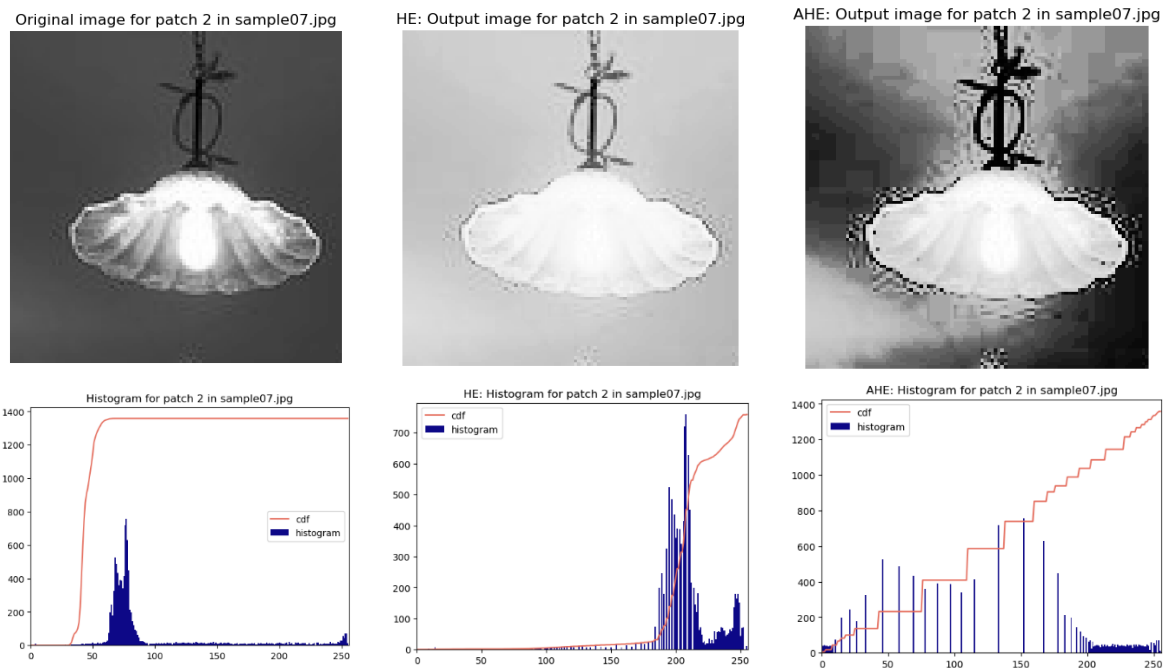 Original image for patch 2 in sample07.jpg
HE: Output image for patch 2 in sample07.jpg
AHE: Output image for patch 2 in sample07.jpg
Histogram for patch 2 in sample07.jpg
1400
1200
1000
800
600
400
200
0
cdf
histogram
0 50 100 150 200 250
HE: Histogram for patch 2 in sample07.jpg
cdf
histogram
700
600
500
400
300
200
100
0
0 50 100 150 200 250
AHE: Histogram for patch 2 in sample07.jpg
cdf
histogram
1400
1200
1000
800
600
400
200
0
0 50 100 150 200 250